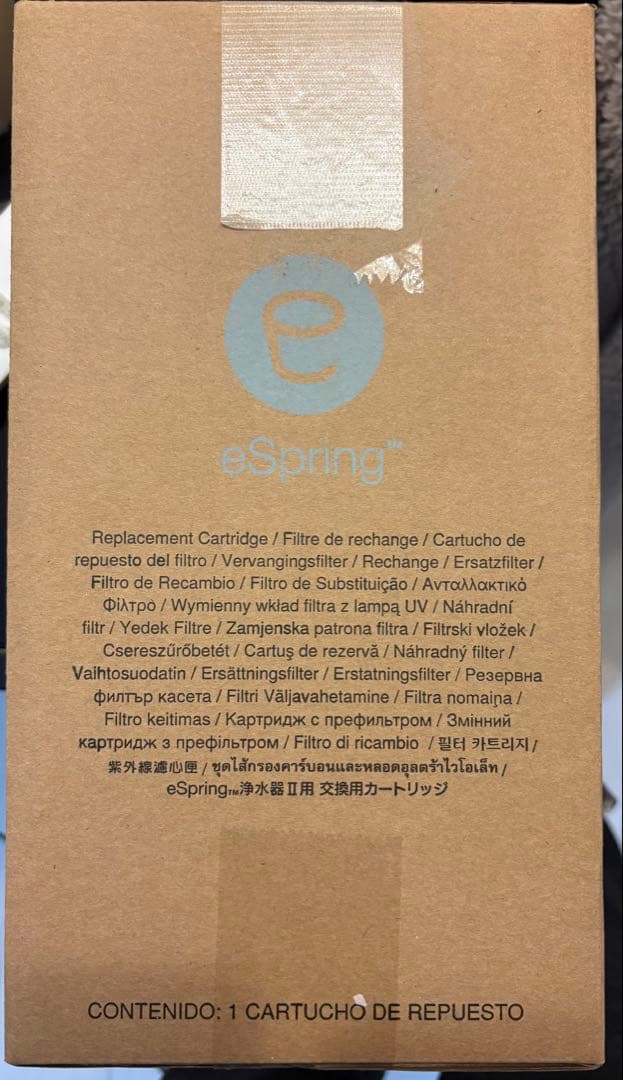 eSpring™
Replacement Cartridge / Filtre de rechange / Cartucho de
repuesto del filtro / Vervangingsfilter / Rechange / Ersatzfilter /
Filtro de Recambio / Filtro de Substituição / Ανταλλακτικό
Φίλτρο / Wymienny wkład filtra z lampą UV / Náhradní
filtr / Yedek Filtre / Zamjenska patrona filtra / Filtrski vložek /
Csereszűrőbetét / Cartuş de rezervă / Náhradný filter /
Vaihtosuodatin / Ersättningsfilter / Erstatningsfilter / Резервна
филтър касета / Filtri Väljavahetamine / Filtra nomaiņa /
Filtro keitimas / Картридж с префильтром / Змінний
картридж з префільтром / Filtro di ricambio / 필터 카트리지 /
紫外線濾心匣 / ชุดไส้กรองคาร์บอนและหลอดอุลตร้าไวโอเล็ท /
eSpring™浄水器Ⅱ用 交換用カートリッジ
CONTENIDO: 1 CARTUCHO DE REPUESTO